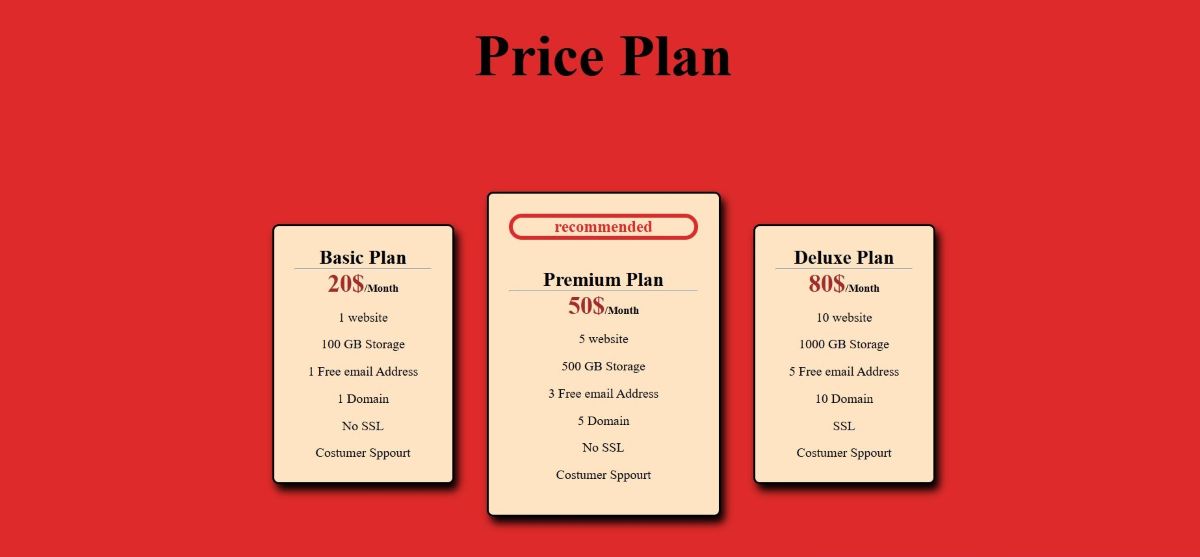 Price Plan
Basic Plan
20$/Month
1 website
100 GB Storage
1 Free email Address
1 Domain
No SSL
Costumer Sppourt
recommended
Premium Plan
50$/Month
5 website
500 GB Storage
3 Free email Address
5 Domain
No SSL
Costumer Sppourt
Deluxe Plan
80$/Month
10 website
1000 GB Storage
5 Free email Address
10 Domain
SSL
Costumer Sppourt